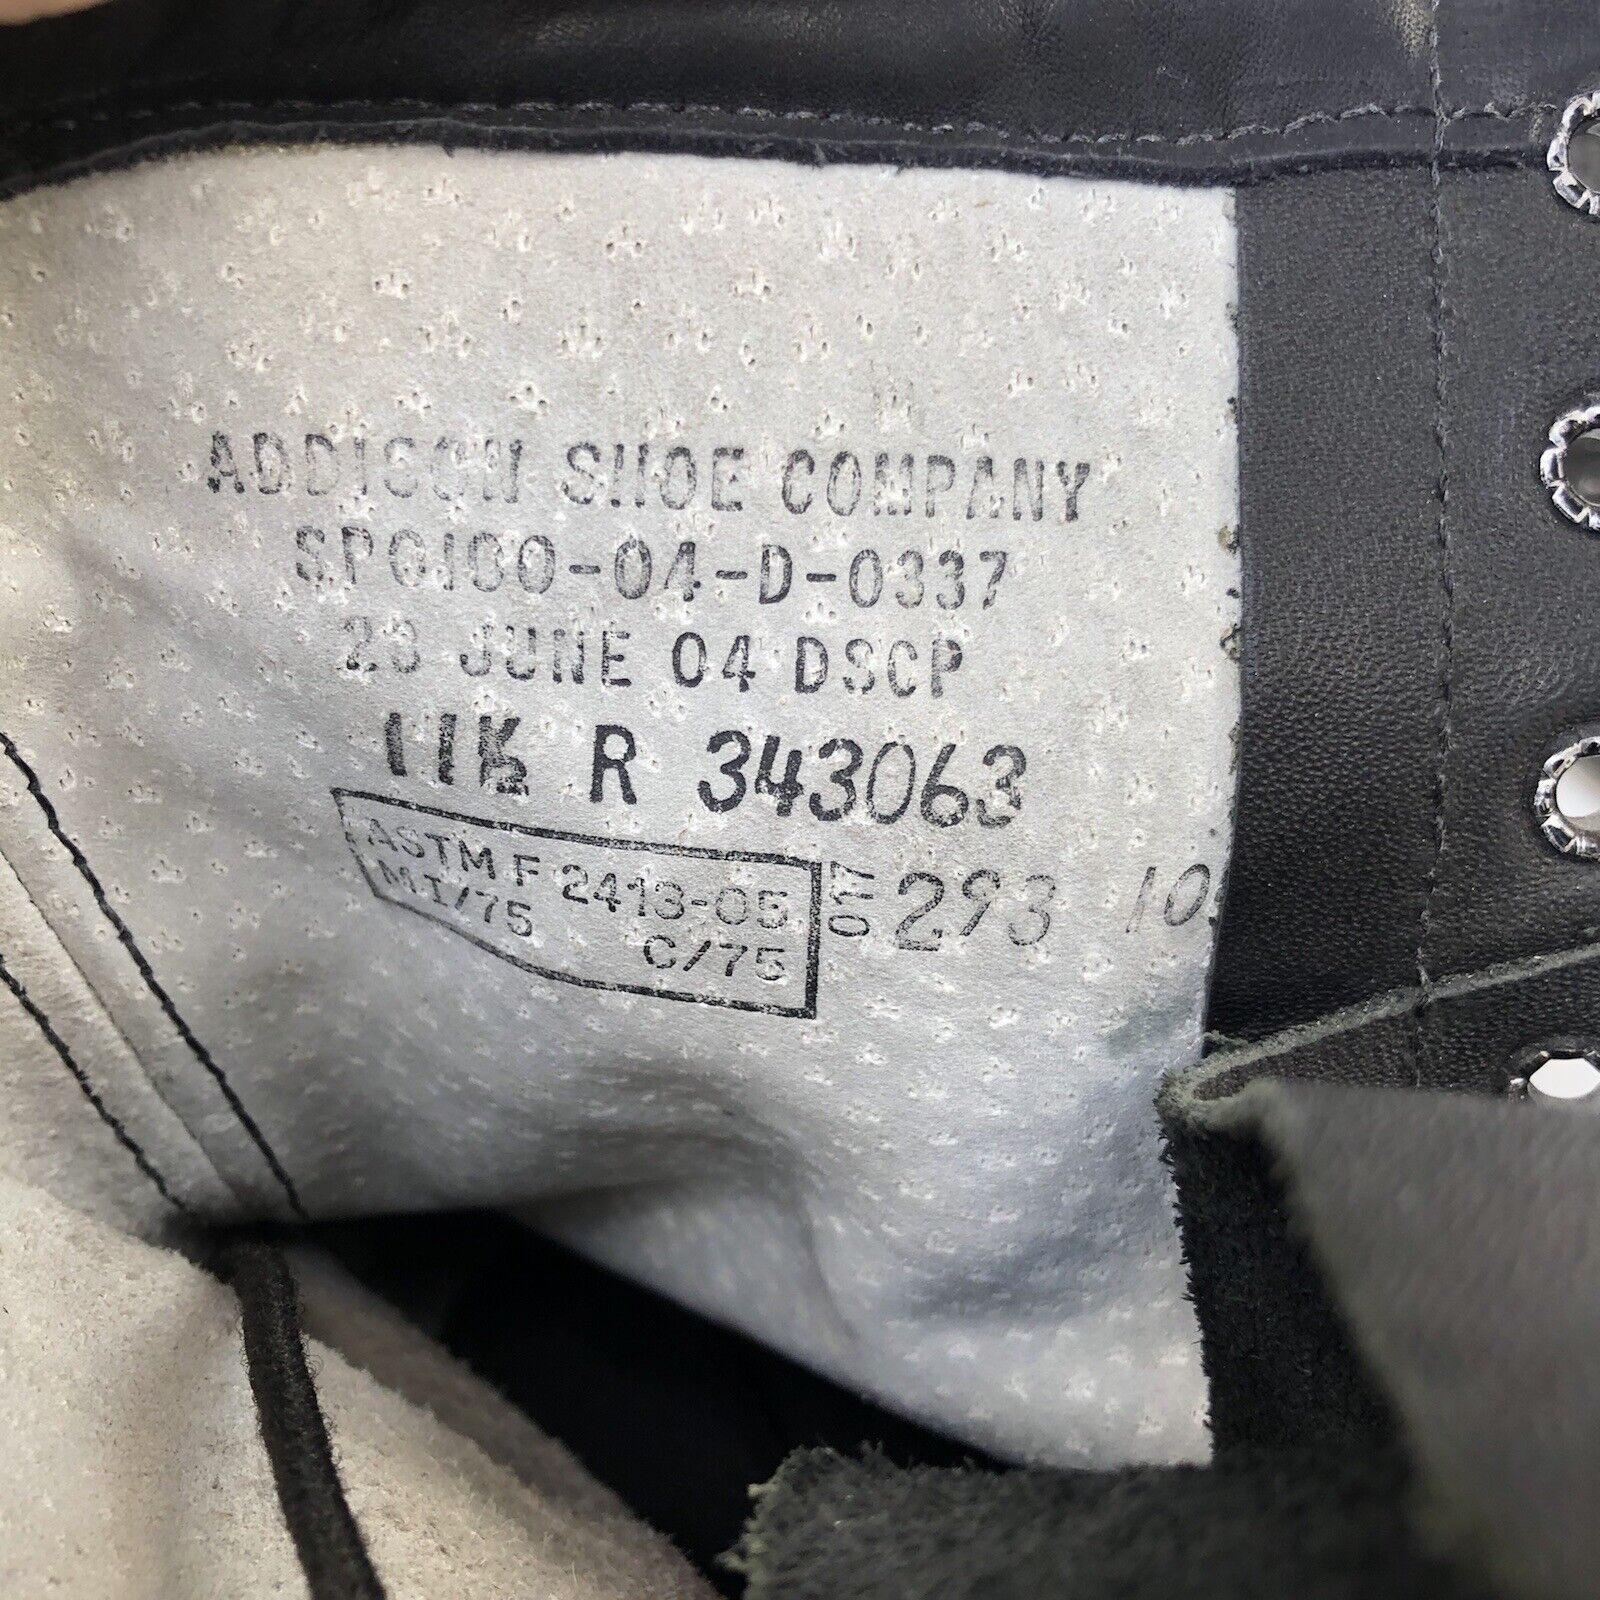 ADDISON SHOE COMPANY
SPO100-04-D-0337
23 JUNE 04 DSCP
11½ R 343063
ASTM F 2413-05
M I/75 C/75
017 293 10